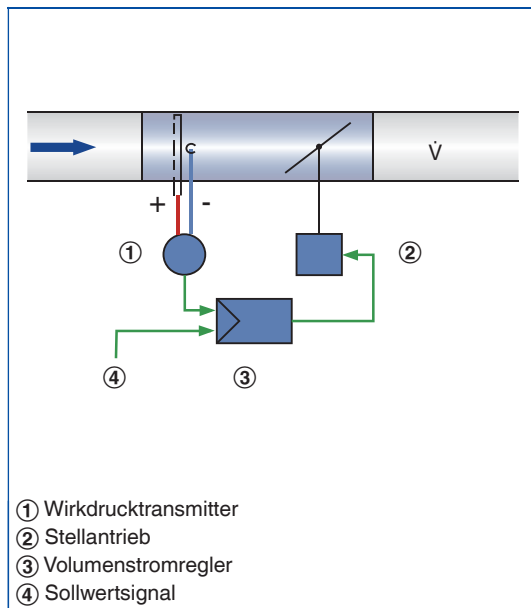 V̇
+ -
①
②
④
③
① Wirkdrucktransmitter
② Stellantrieb
③ Volumenstromregler
④ Sollwertsignal